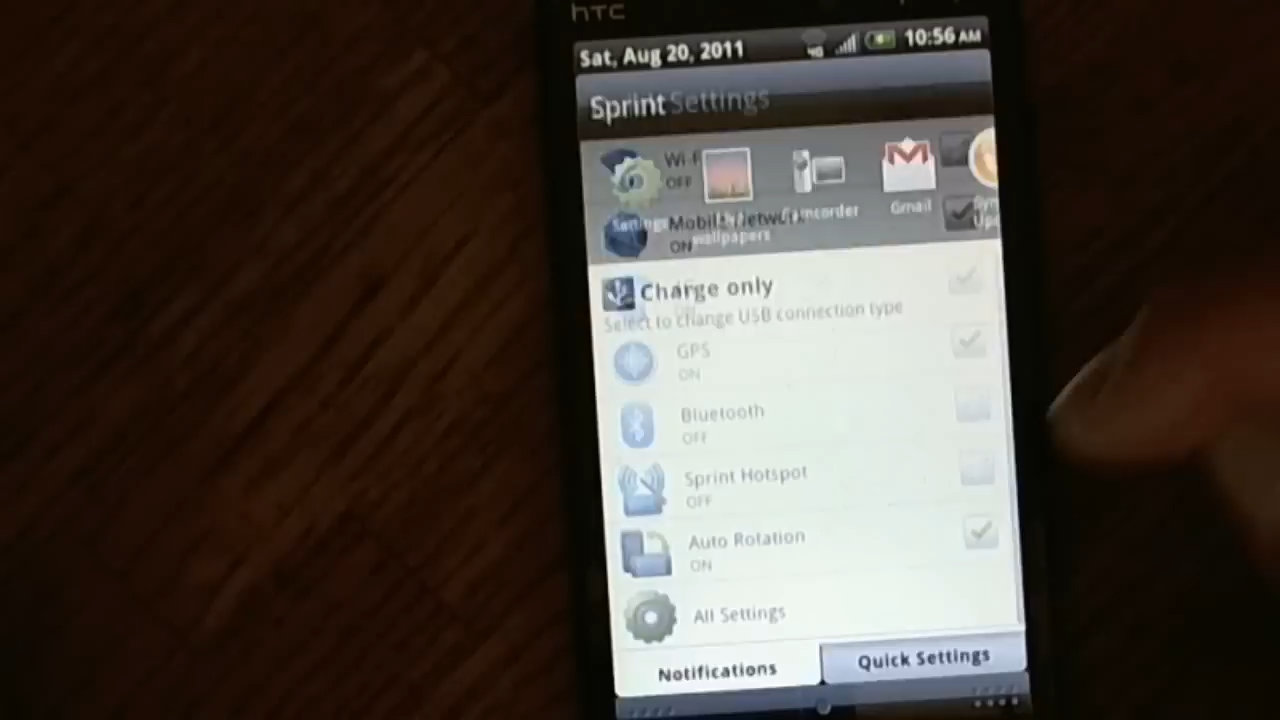 hTC
Sat, Aug 20, 2011 4G 10:56 AM
Sprint Settings
Wi-F
OFF
Settings Camcorder Gmail
Mobile Network
wallpapers
ON
Charge only
Select to change USB connection type
GPS
ON
Bluetooth
OFF
Sprint Hotspot
OFF
Auto Rotation
ON
All Settings
Notifications Quick Settings